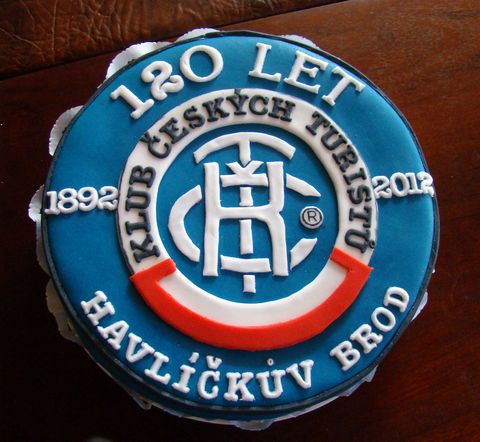 120 LET
KLUB ČESKÝCH TURISTŮ
1892
2012
KČT
®
HAVLÍČKŮV BROD